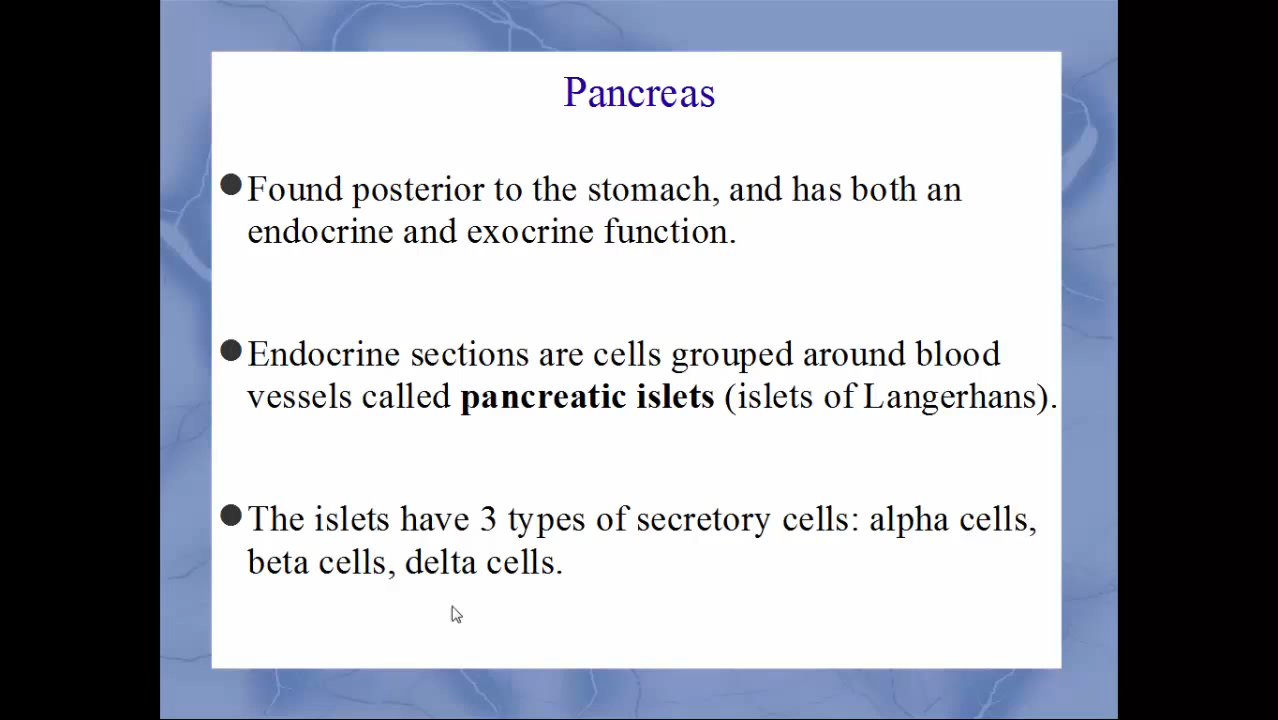 Pancreas
Found posterior to the stomach, and has both an
endocrine and exocrine function.
Endocrine sections are cells grouped around blood
vessels called pancreatic islets (islets of Langerhans).
The islets have 3 types of secretory cells: alpha cells,
beta cells, delta cells.